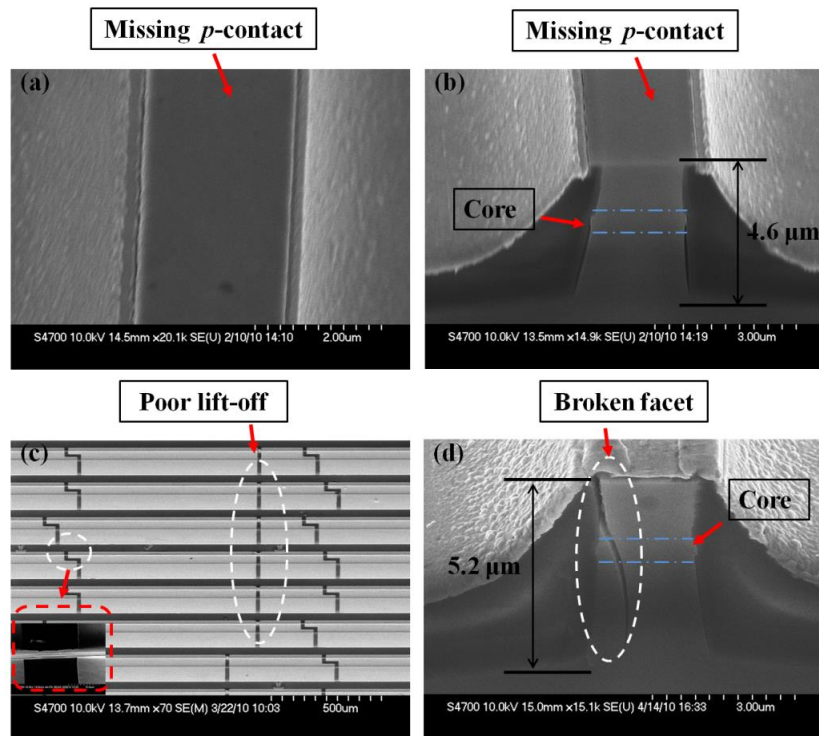 Missing p-contact
Missing p-contact
(a)
(b)
Core
4.6 μm
S4700 10.0kV 14.5mm x20.1k SE(U) 2/10/10 14:10 2.00um
S4700 10.0kV 13.5mm x14.9k SE(U) 2/10/10 14:19 3.00um
Poor lift-off
Broken facet
(c)
(d)
Core
5.2 μm
S4700 10.0kV 13.7mm x70 SE(M) 3/22/10 10:03 500um
S4700 10.0kV 15.0mm x15.1k SE(U) 4/14/10 16:33 3.00um